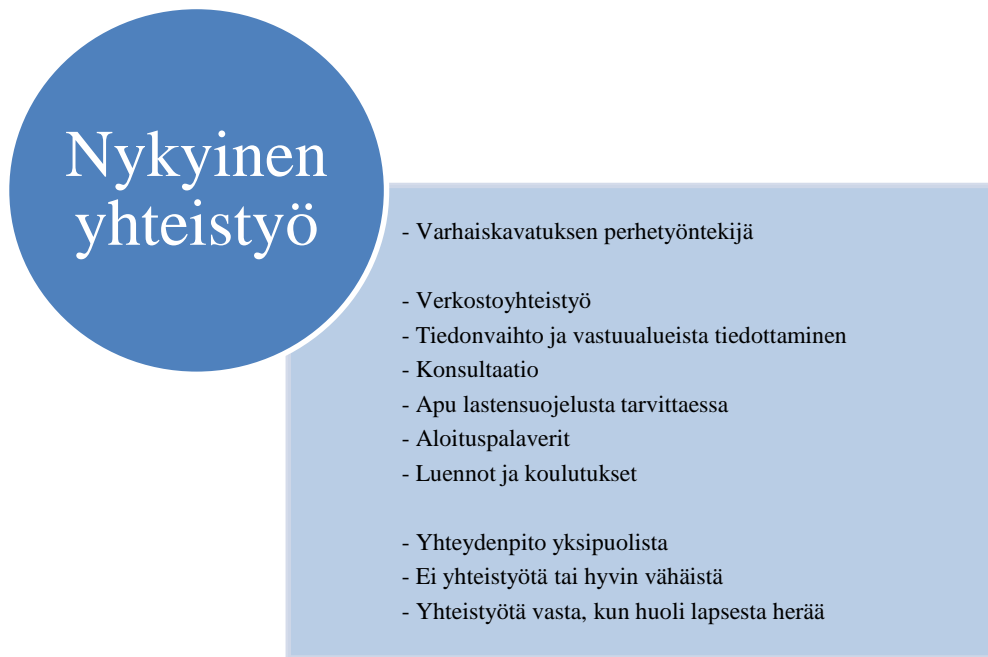 Nykyinen
yhteistyö
- Varhaiskavatuksen perhetyöntekijä
- Verkostoyhteistyö
- Tiedonvaihto ja vastuualueista tiedottaminen
- Konsultaatio
- Apu lastensuojelusta tarvittaessa
- Aloituspalaverit
- Luennot ja koulutukset
- Yhteydenpito yksipuolista
- Ei yhteistyötä tai hyvin vähäistä
- Yhteistyötä vasta, kun huoli lapsesta herää